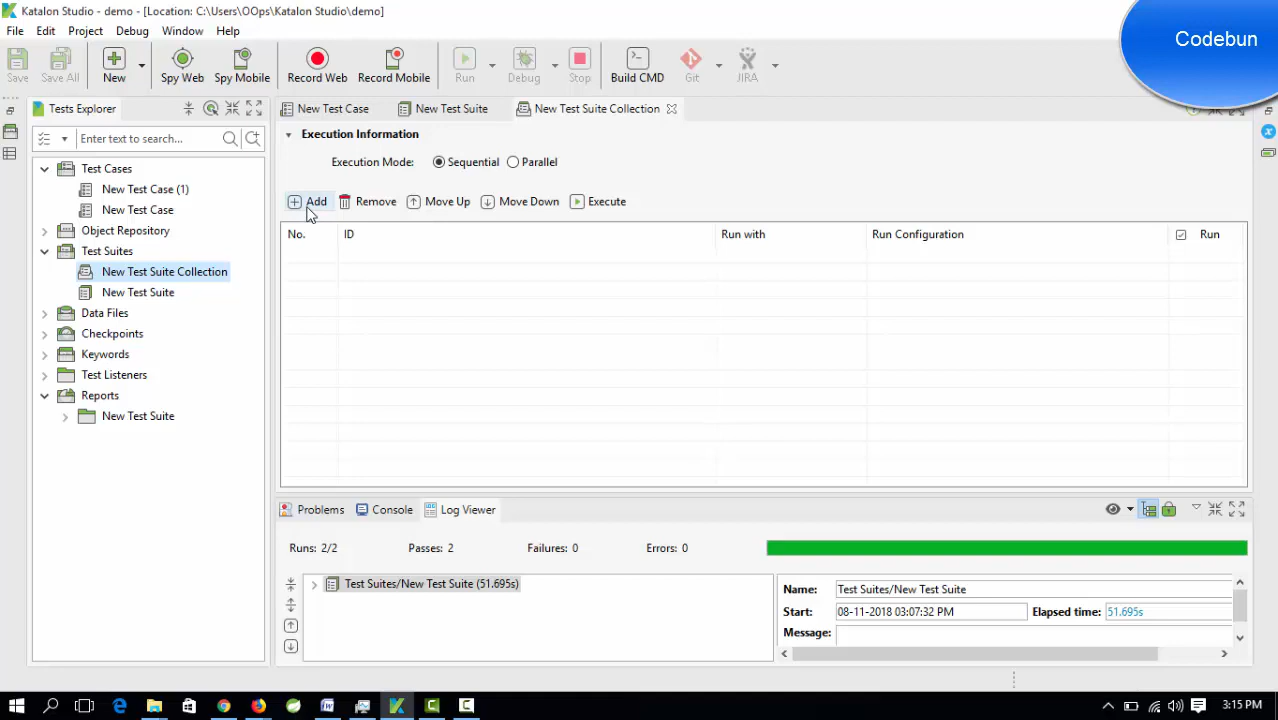 Katalon Studio - demo - [Location: C:\Users\OOps\Katalon Studio\demo]
Codebun
File Edit Project Debug Window Help
Save Save All New Spy Web Spy Mobile Record Web Record Mobile Run Debug Stop Build CMD Git JIRA
Tests Explorer
New Test Case New Test Suite New Test Suite Collection
Enter text to search...
Execution Information
Execution Mode: Sequential Parallel
Add Remove Move Up Move Down Execute
No. ID Run with Run Configuration Run
Test Cases
New Test Case (1)
New Test Case
Object Repository
Test Suites
New Test Suite Collection
New Test Suite
Data Files
Checkpoints
Keywords
Test Listeners
Reports
New Test Suite
Problems Console Log Viewer
Runs: 2/2 Passes: 2 Failures: 0 Errors: 0
Test Suites/New Test Suite (51.695s)
Name: Test Suites/New Test Suite
Start: 08-11-2018 03:07:32 PM Elapsed time: 51.695s
Message:
3:15 PM